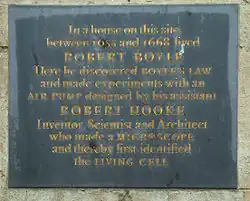 In a house on this site
between 1655 and 1668 lived
ROBERT BOYLE
Here he discovered BOYLE'S LAW
and made experiments with an
AIR PUMP designed by his assistant
ROBERT HOOKE
Inventor Scientist and Architect
who made a MICROSCOPE
and thereby first identified
the LIVING CELL